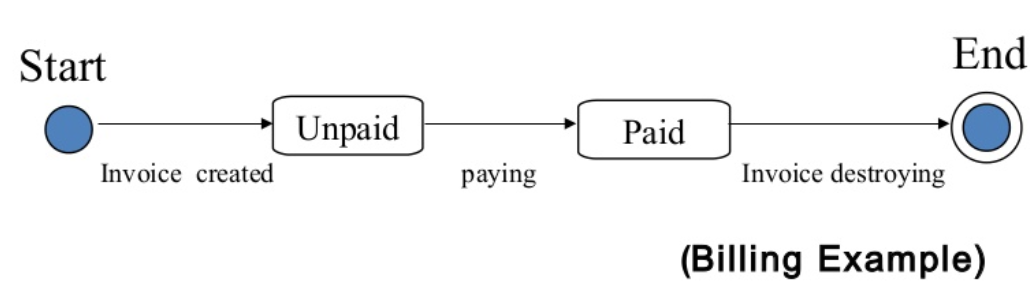 Start
End
Unpaid
Paid
Invoice created
paying
Invoice destroying
(Billing Example)